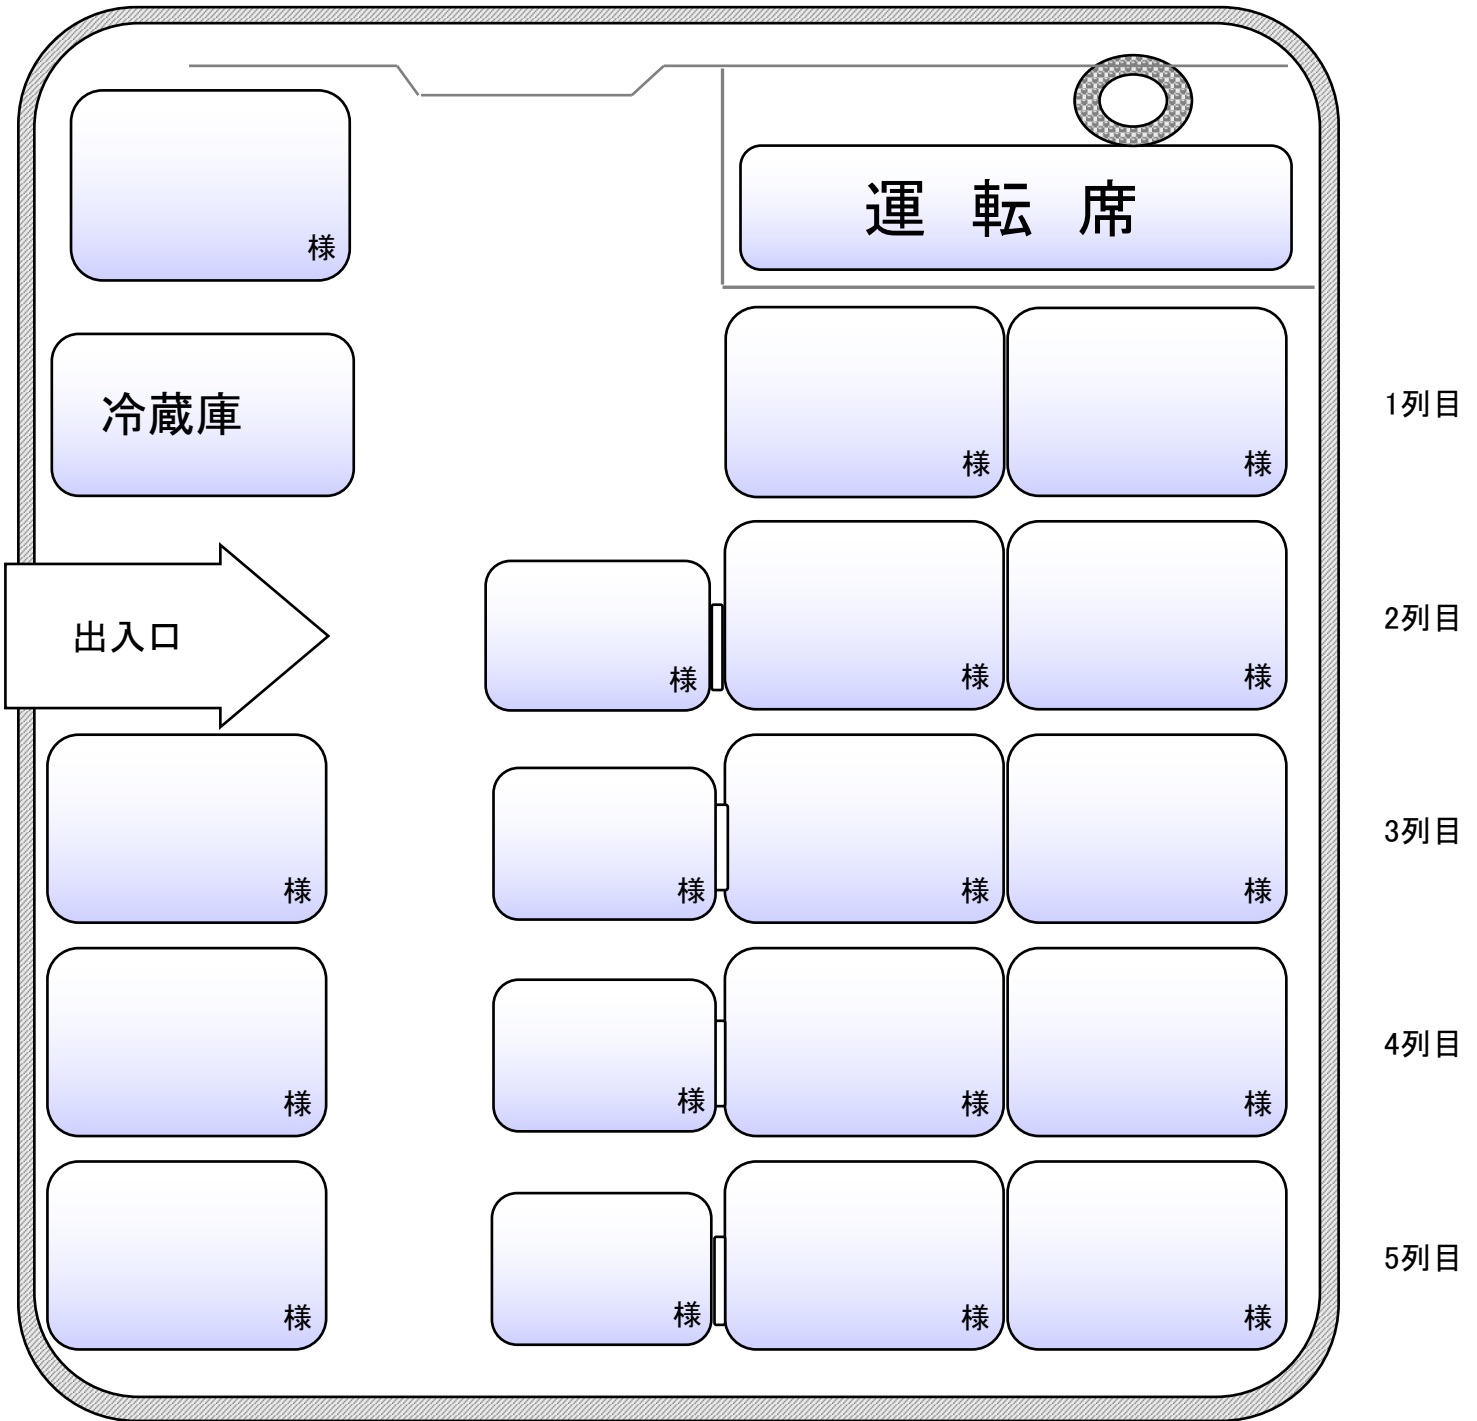 運 転 席
様
冷蔵庫
様 様 1列目
出入口
様 様 様 2列目
様 様 様 様 3列目
様 様 様 様 4列目
様 様 様 様 5列目